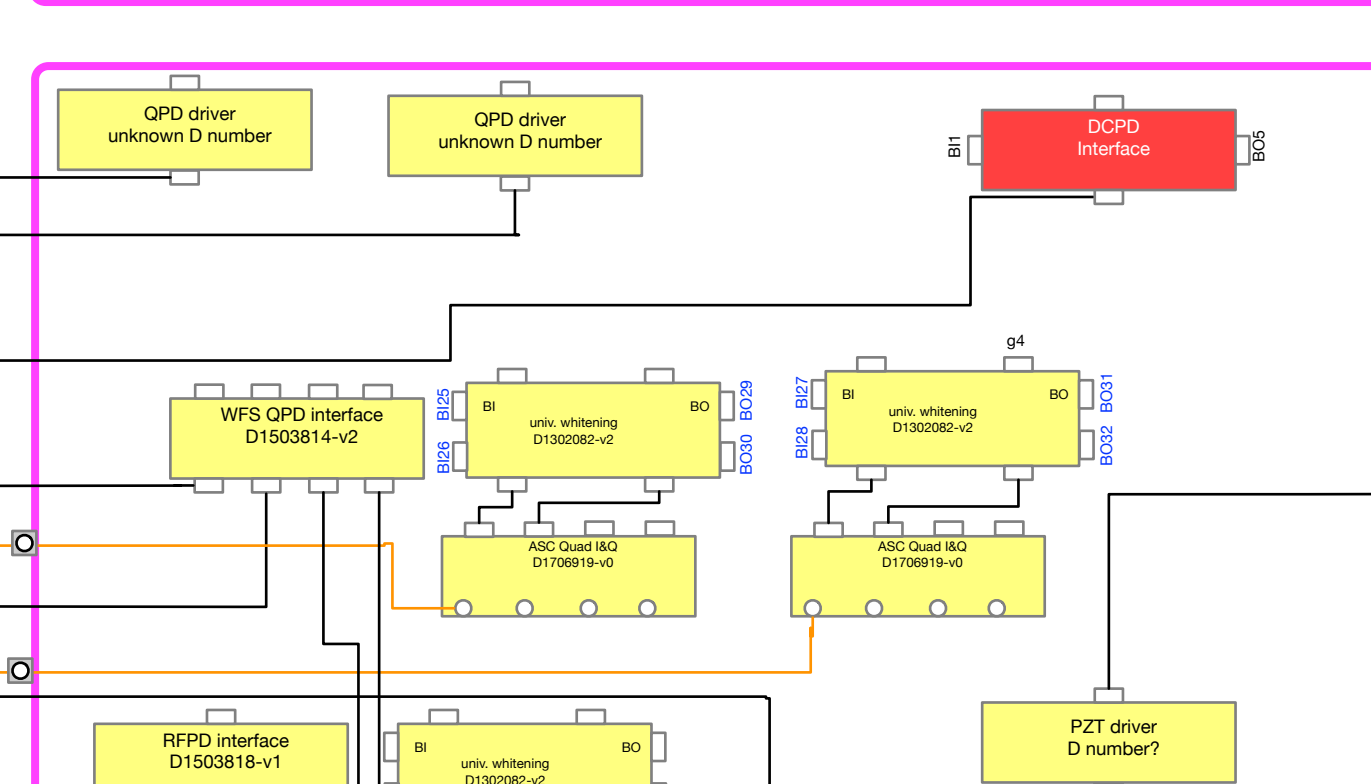 QPD driver
unknown D number
QPD driver
unknown D number
DCPD
Interface
BI1
BO5
g4
WFS QPD interface
D1503814-v2
BI25
BI26
BI
BO
univ. whitening
D1302082-v2
BO29
BO30
BI27
BI28
BI
BO
univ. whitening
D1302082-v2
BO31
BO32
ASC Quad I&Q
D1706919-v0
ASC Quad I&Q
D1706919-v0
RFPD interface
D1503818-v1
BI
BO
univ. whitening
D1302082-v2
PZT driver
D number?